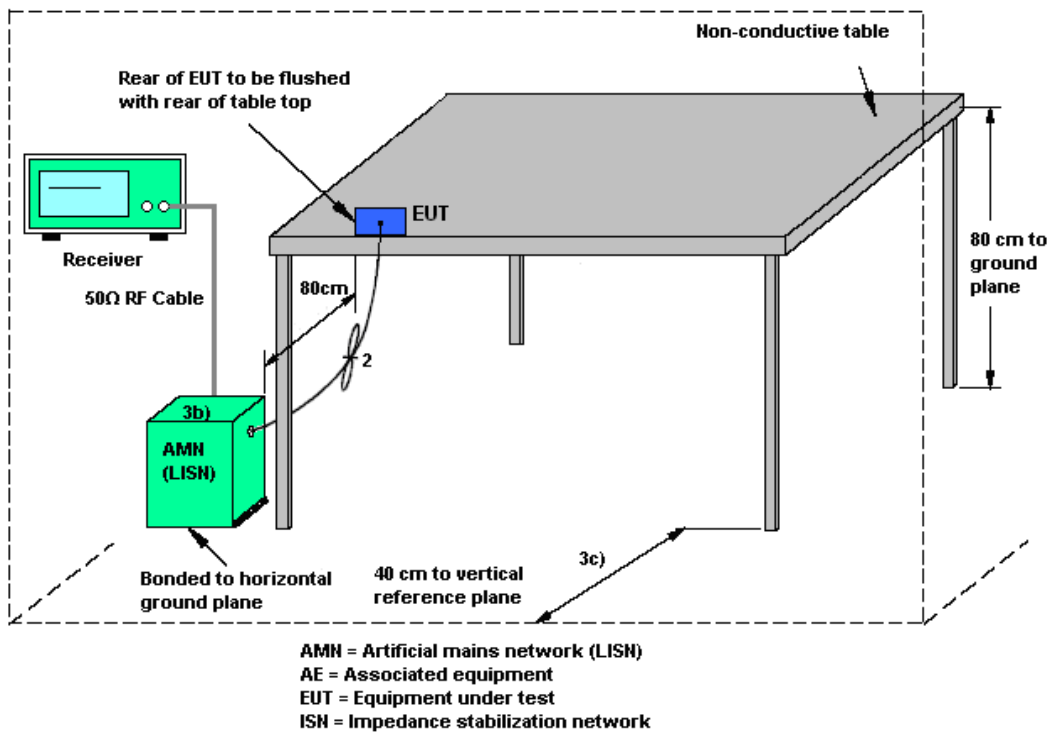 Non-conductive table
Rear of EUT to be flushed
with rear of table top
EUT
Receiver
80cm
80 cm to
ground
plane
50Ω RF Cable
2
3b)
AMN
(LISN)
3c)
Bonded to horizontal
ground plane
40 cm to vertical
reference plane
AMN = Artificial mains network (LISN)
AE = Associated equipment
EUT = Equipment under test
ISN = Impedance stabilization network